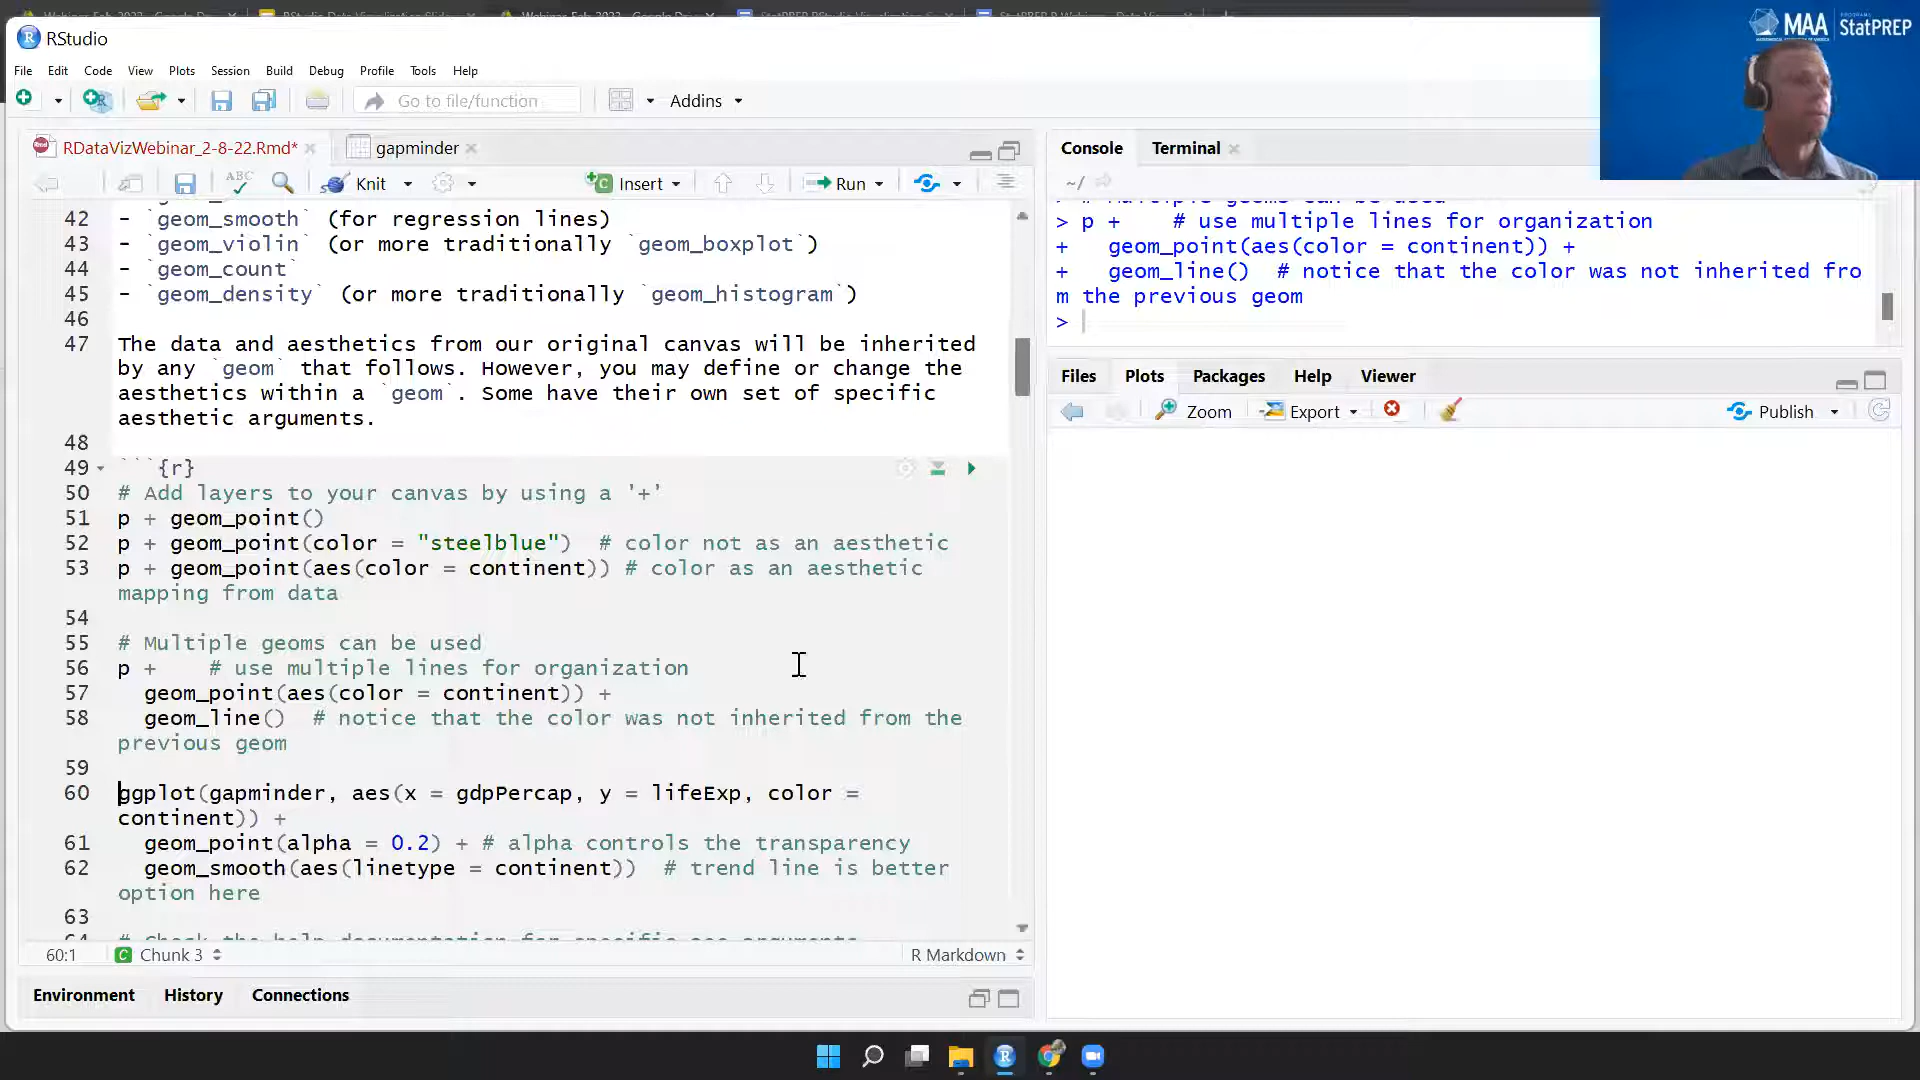 RStudio
MAA
PROGRAMS
StatPREP
File Edit Code View Plots Session Build Debug Profile Tools Help
Go to file/function
Addins
RDataVizWebinar_2-8-22.Rmd*
gapminder
Console
Terminal
ABC
Knit
Insert
Run
~/
42 - `geom_smooth` (for regression lines)
43 - `geom_violin` (or more traditionally `geom_boxplot`)
44 - `geom_count`
45 - `geom_density` (or more traditionally `geom_histogram`)
46
47 The data and aesthetics from our original canvas will be inherited
by any `geom` that follows. However, you may define or change the
aesthetics within a `geom`. Some have their own set of specific
aesthetic arguments.
48
49 ```{r}
50 # Add layers to your canvas by using a '+'
51 p + geom_point()
52 p + geom_point(color = "steelblue") # color not as an aesthetic
53 p + geom_point(aes(color = continent)) # color as an aesthetic
mapping from data
54
55 # Multiple geoms can be used
56 p + # use multiple lines for organization
57 geom_point(aes(color = continent)) +
58 geom_line() # notice that the color was not inherited from the
previous geom
59
60 ggplot(gapminder, aes(x = gdpPercap, y = lifeExp, color =
continent)) +
61 geom_point(alpha = 0.2) + # alpha controls the transparency
62 geom_smooth(aes(linetype = continent)) # trend line is better
option here
63
60:1
Chunk 3
R Markdown
Environment History Connections
> p + # use multiple lines for organization
+ geom_point(aes(color = continent)) +
+ geom_line() # notice that the color was not inherited fro
m the previous geom
>
Files Plots Packages Help Viewer
Zoom
Export
Publish